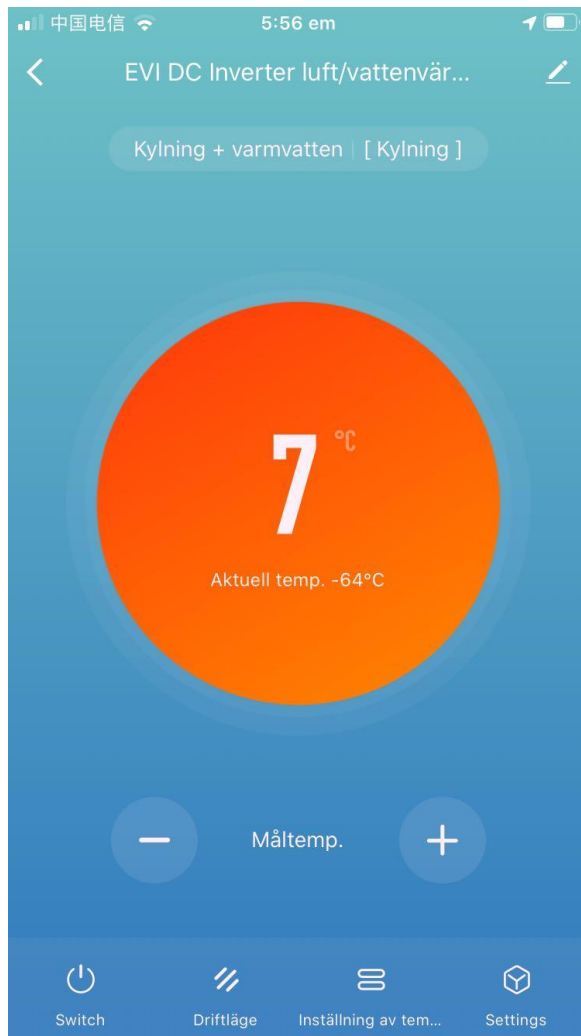 中国电信 5:56 em
EVI DC Inverter luft/vattenvär...
Kylning + varmvatten | [ Kylning ]
7 °C
Aktuell temp. -64°C
Måltemp.
Switch Driftläge Inställning av tem... Settings